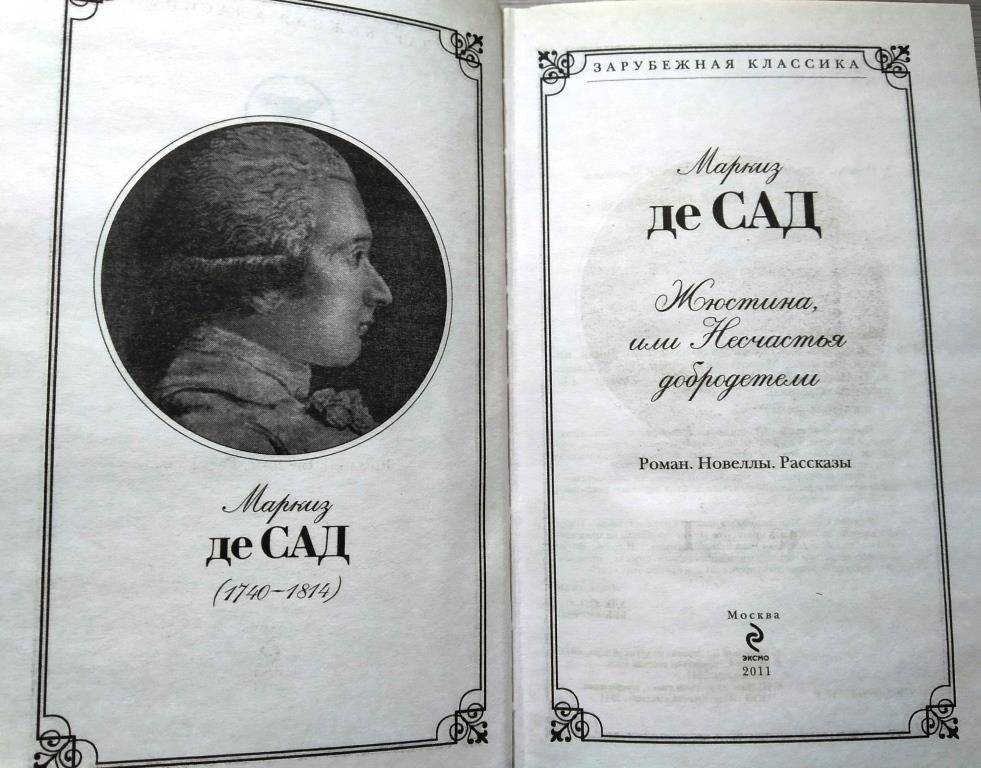 Маркиз
де САД
(1740–1814)
ЗАРУБЕЖНАЯ КЛАССИКА
Маркиз
де САД
Жюстина,
или Несчастья
добродетели
Роман. Новеллы. Рассказы
Москва
ЭКСМО
2011